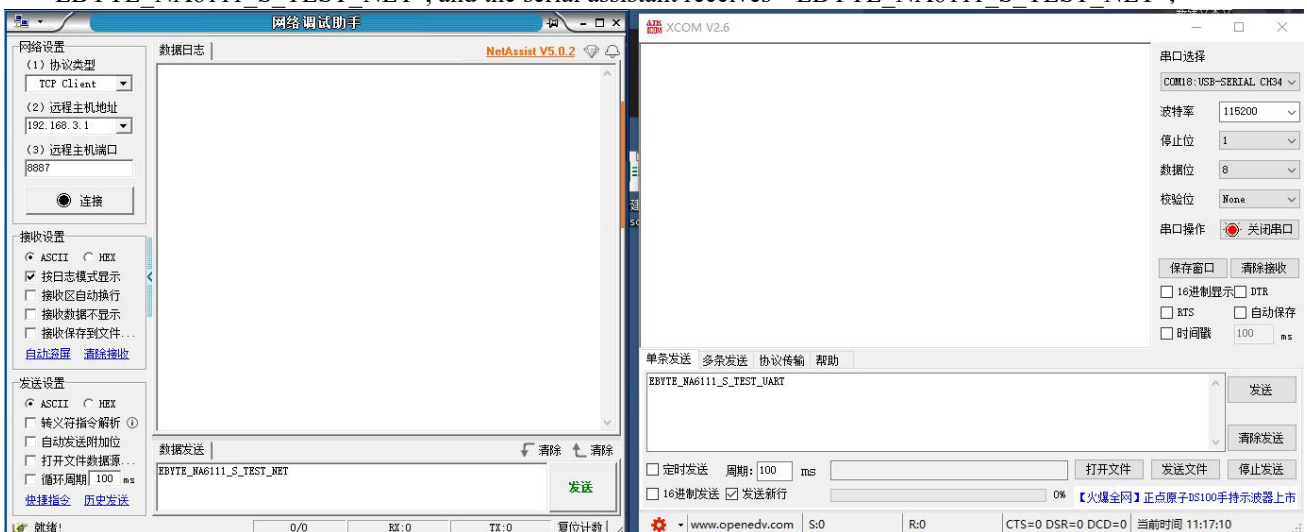 "EBYTE_NA6111_S_TEST_NET", and the serial assistant receives "EBYTE_NA6111_S_TEST_NET",
网络调试助手
网络设置
(1) 协议类型
TCP Client
(2) 远程主机地址
192.168.3.1
(3) 远程主机端口
8887
连接
接收设置
ASCII HEX
按日志模式显示
接收区自动换行
接收数据不显示
接收保存到文件...
自动滚屏 清除接收
发送设置
ASCII HEX
转义符指令解析
自动发送附加位
打开文件数据源...
循环周期 100 ms
快捷指令 历史发送
数据日志
NetAssist V5.0.2
数据发送 清除 清除
EBYTE_NA6111_S_TEST_NET
发送
就绪! 0/0 RX:0 TX:0 复位计数
ATK XCOM
XCOM V2.6
串口选择
COM18:USB-SERIAL CH34
波特率 115200
停止位 1
数据位 8
校验位 None
串口操作 关闭串口
保存窗口 清除接收
16进制显示 DTR
RTS 自动保存
时间戳 100 ms
单条发送 多条发送 协议传输 帮助
EBYTE_NA6111_S_TEST_UART
发送
清除发送
定时发送 周期: 100 ms 打开文件 发送文件 停止发送
16进制发送 发送新行 0% 【火爆全网】正点原子DS100手持示波器上市
www.openedv.com S:0 R:0 CTS=0 DSR=0 DCD=0 当前时间 11:17:10